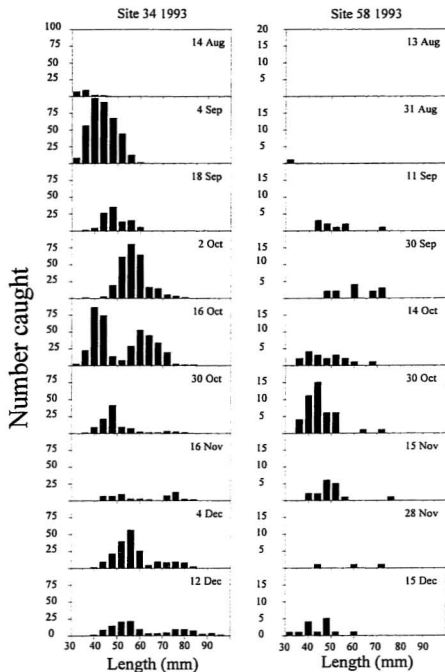 Site 34 1993
Site 58 1993
Number caught
100
75
50
25
14 Aug
75
50
25
4 Sep
75
50
25
18 Sep
75
50
25
2 Oct
75
50
25
16 Oct
75
50
25
30 Oct
75
50
25
16 Nov
75
50
25
4 Dec
75
50
25
0
12 Dec
30 40 50 60 70 80 90
Length (mm)
20
15
10
5
13 Aug
15
10
5
31 Aug
15
10
5
11 Sep
15
10
5
30 Sep
15
10
5
14 Oct
15
10
5
30 Oct
15
10
5
15 Nov
15
10
5
28 Nov
15
10
5
0
15 Dec
30 40 50 60 70 80 90
Length (mm)